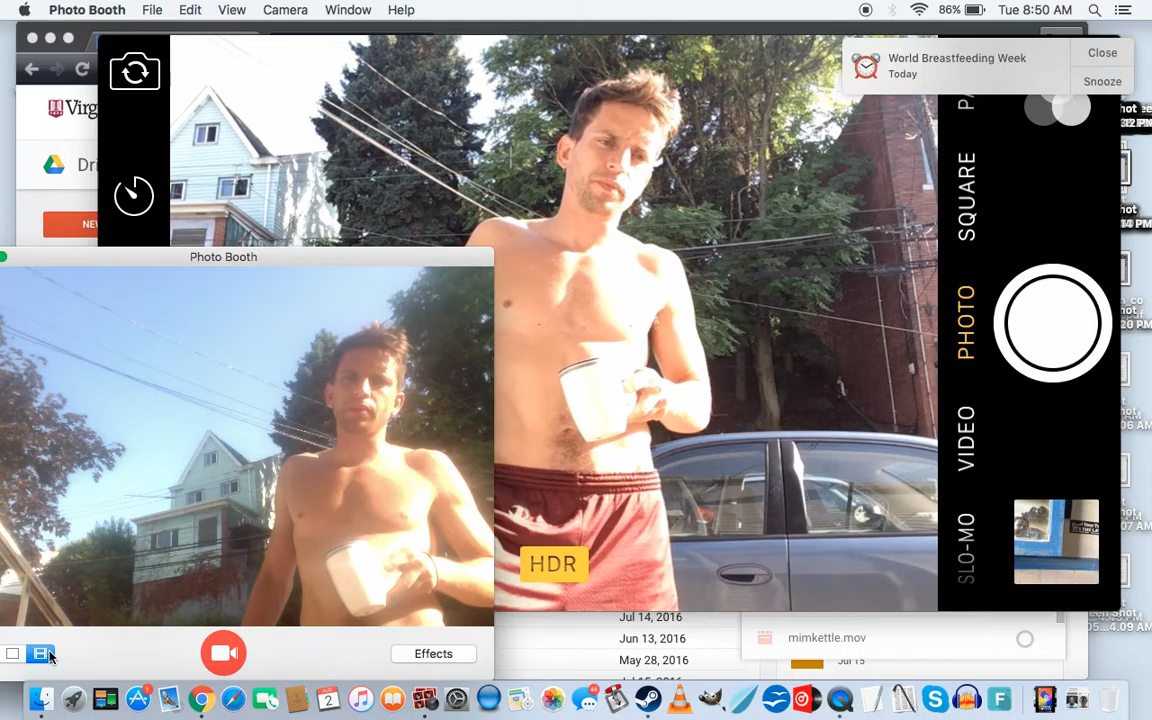 Photo Booth File Edit View Camera Window Help 86% Tue 8:50 AM
World Breastfeeding Week
Today
Close
Snooze
Virg
Dri
NE
Photo Booth
SQUARE
PHOTO
VIDEO
SLO-MO
HDR
Effects
Jul 14, 2016
Jun 13, 2016
May 28, 2016
mimkettle.mov
Jul 15